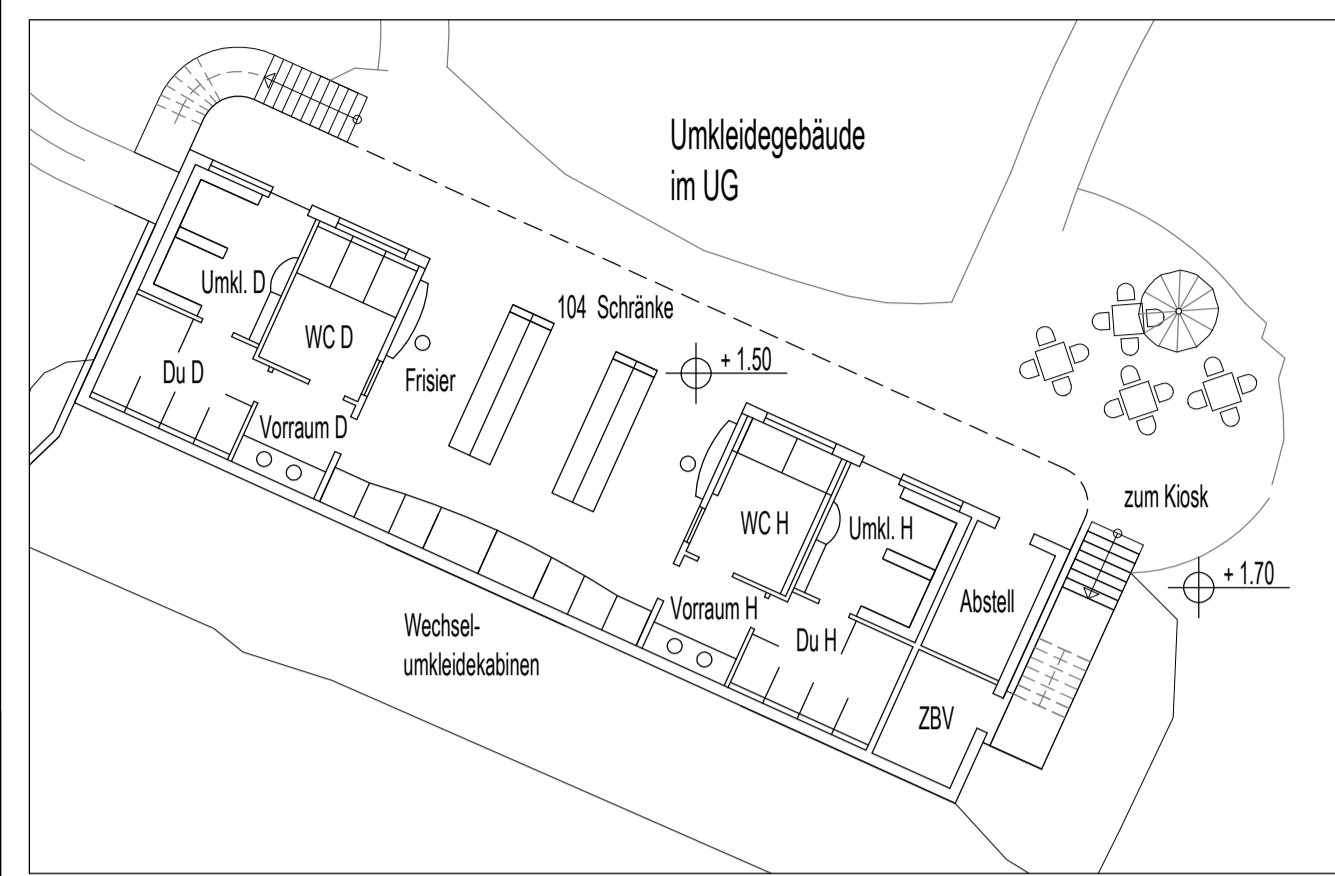 Umkleidegebäude
im UG
Umkl. D
WC D
104 Schränke
+ 1.50
Du D
Frisier
Vorraum D
zum Kiosk
WC H
Umkl. H
+ 1.70
Vorraum H
Abstell
Wechsel-
umkleidekabinen
Du H
ZBV